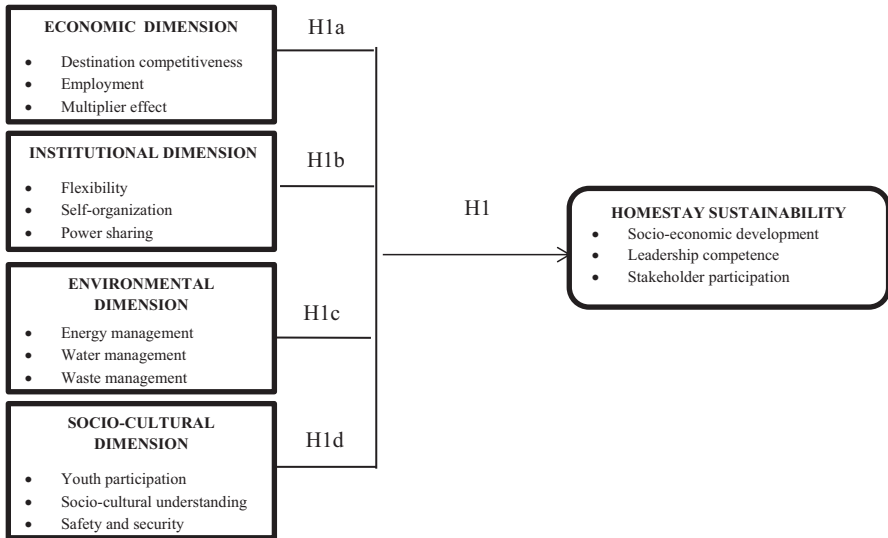 ECONOMIC DIMENSION
• Destination competitiveness
• Employment
• Multiplier effect
H1a
INSTITUTIONAL DIMENSION
• Flexibility
• Self-organization
• Power sharing
H1b
ENVIRONMENTAL
DIMENSION
• Energy management
• Water management
• Waste management
H1c
SOCIO-CULTURAL
DIMENSION
• Youth participation
• Socio-cultural understanding
• Safety and security
H1d
H1
HOMESTAY SUSTAINABILITY
• Socio-economic development
• Leadership competence
• Stakeholder participation